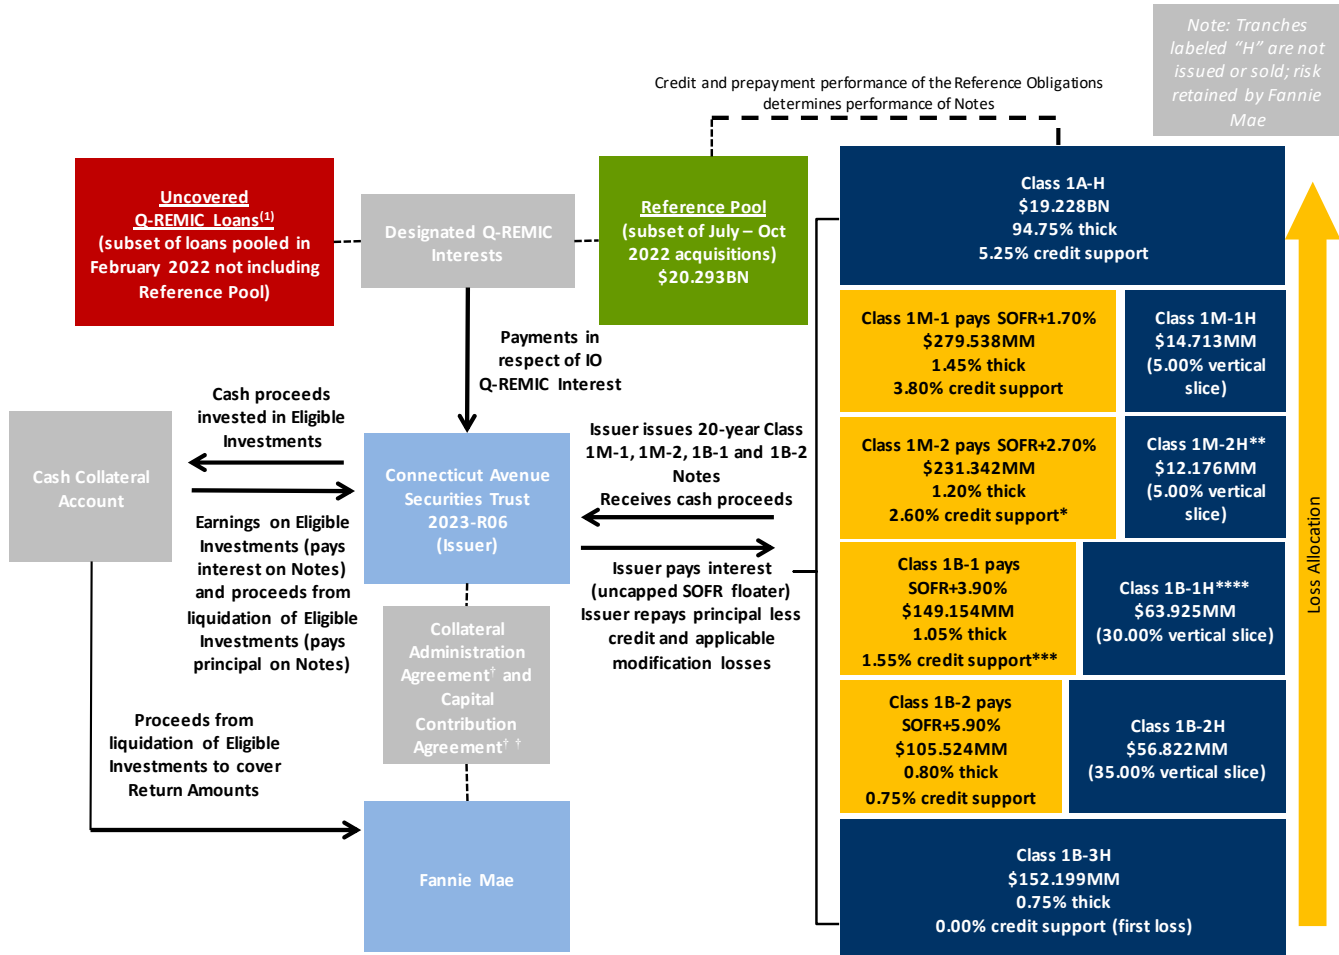 Note: Tranches
labeled "H" are not
issued or sold; risk
retained by Fannie
Mae
Credit and prepayment performance of the Reference Obligations
determines performance of Notes
Uncovered
Q-REMIC Loans(1)
(subset of loans pooled in
February 2022 not including
Reference Pool)
Designated Q-REMIC
Interests
Reference Pool
(subset of July – Oct
2022 acquisitions)
$20.293BN
Payments in
respect of IO
Q-REMIC Interest
Cash proceeds
invested in Eligible
Investments
Cash Collateral
Account
Connecticut Avenue
Securities Trust
2023-R06
(Issuer)
Earnings on Eligible
Investments (pays
interest on Notes)
and proceeds from
liquidation of Eligible
Investments (pays
principal on Notes)
Issuer issues 20-year Class
1M-1, 1M-2, 1B-1 and 1B-2
Notes
Receives cash proceeds
Issuer pays interest
(uncapped SOFR floater)
Issuer repays principal less
credit and applicable
modification losses
Collateral
Administration
Agreement† and
Capital
Contribution
Agreement† †
Proceeds from
liquidation of Eligible
Investments to cover
Return Amounts
Fannie Mae
Class 1A-H
$19.228BN
94.75% thick
5.25% credit support
Class 1M-1 pays SOFR+1.70%
$279.538MM
1.45% thick
3.80% credit support
Class 1M-1H
$14.713MM
(5.00% vertical
slice)
Class 1M-2 pays SOFR+2.70%
$231.342MM
1.20% thick
2.60% credit support*
Class 1M-2H**
$12.176MM
(5.00% vertical
slice)
Class 1B-1 pays
SOFR+3.90%
$149.154MM
1.05% thick
1.55% credit support***
Class 1B-1H****
$63.925MM
(30.00% vertical slice)
Class 1B-2 pays
SOFR+5.90%
$105.524MM
0.80% thick
0.75% credit support
Class 1B-2H
$56.822MM
(35.00% vertical slice)
Class 1B-3H
$152.199MM
0.75% thick
0.00% credit support (first loss)
Loss Allocation